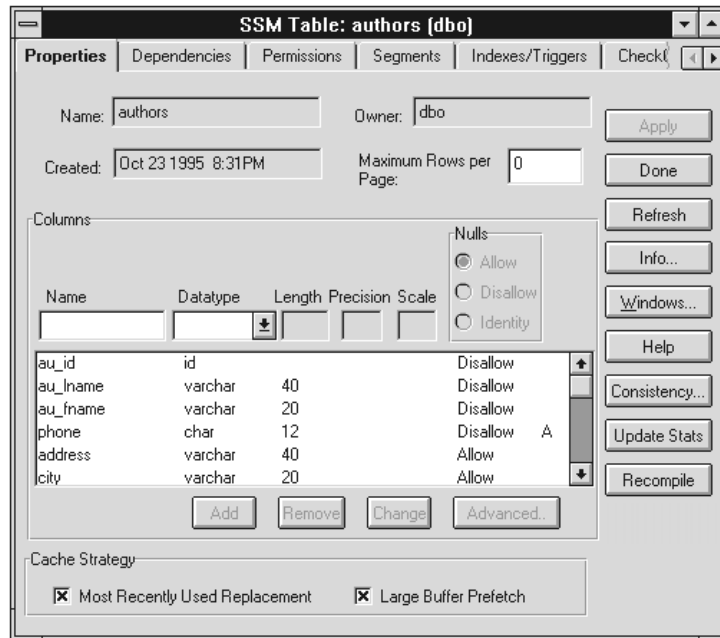 SSM Table: authors (dbo)
Properties Dependencies Permissions Segments Indexes/Triggers Check
Name: authors Owner: dbo
Created: Oct 23 1995 8:31PM Maximum Rows per Page: 0
Apply
Done
Refresh
Info...
Windows...
Help
Consistency...
Update Stats
Recompile
Columns
Nulls
Allow
Disallow
Identity
Name Datatype Length Precision Scale
au_id id Disallow
au_lname varchar 40 Disallow
au_fname varchar 20 Disallow
phone char 12 Disallow A
address varchar 40 Allow
city varchar 20 Allow
Add Remove Change Advanced..
Cache Strategy
Most Recently Used Replacement Large Buffer Prefetch